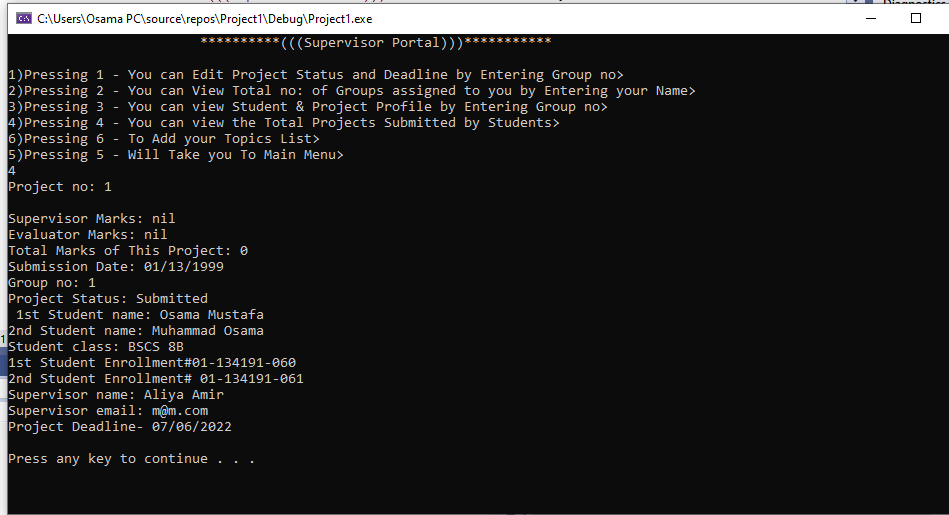 C:\Users\Osama PC\source\repos\Project1\Debug\Project1.exe
**********(((Supervisor Portal)))***********
1)Pressing 1 - You can Edit Project Status and Deadline by Entering Group no>
2)Pressing 2 - You can View Total no: of Groups assigned to you by Entering your Name>
3)Pressing 3 - You can view Student & Project Profile by Entering Group no>
4)Pressing 4 - You can view the Total Projects Submitted by Students>
6)Pressing 6 - To Add your Topics List>
5)Pressing 5 - Will Take you To Main Menu>
4
Project no: 1
Supervisor Marks: nil
Evaluator Marks: nil
Total Marks of This Project: 0
Submission Date: 01/13/1999
Group no: 1
Project Status: Submitted
1st Student name: Osama Mustafa
2nd Student name: Muhammad Osama
Student class: BSCS 8B
1st Student Enrollment#01-134191-060
2nd Student Enrollment# 01-134191-061
Supervisor name: Aliya Amir
Supervisor email: m@m.com
Project Deadline- 07/06/2022
Press any key to continue . . .